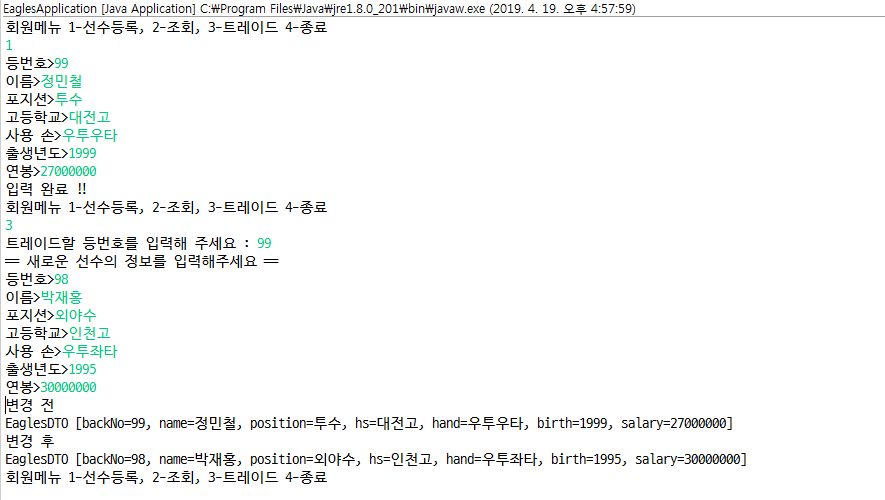 EaglesApplication [Java Application] C:₩Program Files₩Java₩jre1.8.0_201₩bin₩javaw.exe (2019. 4. 19. 오후 4:57:59)
회원메뉴 1-선수등록, 2-조회, 3-트레이드 4-종료
1
등번호>99
이름>정민철
포지션>투수
고등학교>대전고
사용 손>우투우타
출생년도>1999
연봉>27000000
입력 완료 !!
회원메뉴 1-선수등록, 2-조회, 3-트레이드 4-종료
3
트레이드할 등번호를 입력해 주세요 : 99
== 새로운 선수의 정보를 입력해주세요 ==
등번호>98
이름>박재홍
포지션>외야수
고등학교>인천고
사용 손>우투좌타
출생년도>1995
연봉>30000000
변경 전
EaglesDTO [backNo=99, name=정민철, position=투수, hs=대전고, hand=우투우타, birth=1999, salary=27000000]
변경 후
EaglesDTO [backNo=98, name=박재홍, position=외야수, hs=인천고, hand=우투좌타, birth=1995, salary=30000000]
회원메뉴 1-선수등록, 2-조회, 3-트레이드 4-종료